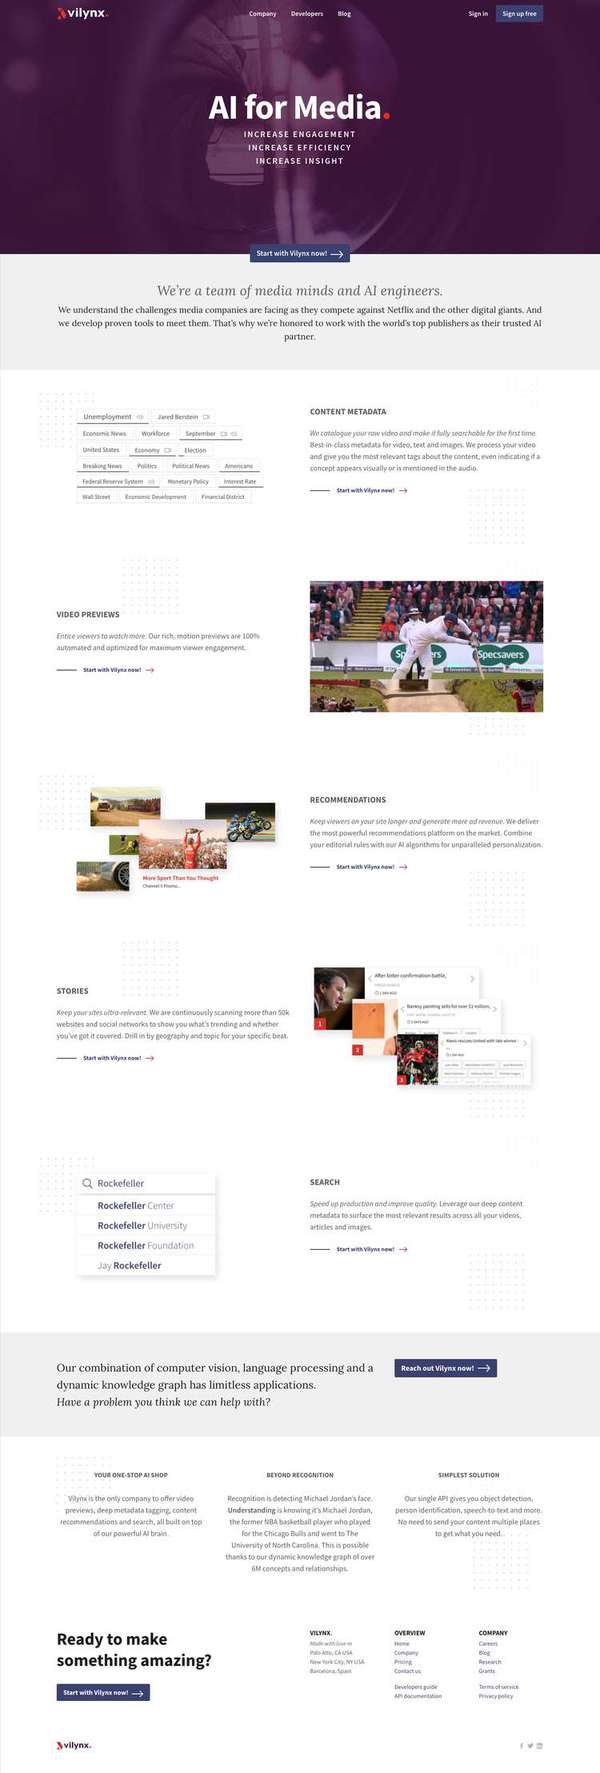 vilynx.
Company Developers Blog
Sign in Sign up free
AI for Media.
INCREASE ENGAGEMENT
INCREASE EFFICIENCY
INCREASE INSIGHT
Start with Vilynx now!
We're a team of media minds and AI engineers.
We understand the challenges media companies are facing as they compete against Netflix and the other digital giants. And
we develop proven tools to meet them. That's why we're honored to work with the world's top publishers as their trusted AI
partner.
Unemployment Jared Berstein
Economic News Workforce September
United States Economy Election
Breaking News Politics Political News Americans
Federal Reserve System Monetary Policy Interest Rate
Wall Street Economic Development Financial District
CONTENT METADATA
We catalogue your raw video and make it fully searchable for the first time.
Best-in-class metadata for video, text and images. We process your video
and give you the most relevant tags about the content, even indicating if a
concept appears visually or is mentioned in the audio.
Start with Vilynx now!
VIDEO PREVIEWS
Entice viewers to watch more. Our rich, motion previews are 100%
automated and optimized for maximum viewer engagement.
Start with Vilynx now!
Specsavers
Specsavers
More Sport Than You Thought
Channel 5 Promo...
RECOMMENDATIONS
Keep viewers on your site longer and generate more ad revenue. We deliver
the most powerful recommendations platform on the market. Combine
your editorial rules with our AI algorithms for unparalleled personalization.
Start with Vilynx now!
STORIES
Keep your sites ultra-relevant. We are continuously scanning more than 50k
websites and social networks to show you what's trending and whether
you've got it covered. Drill in by geography and topic for your specific beat.
Start with Vilynx now!
After bitter confirmation battle,
1 DAY AGO
1
Banksy painting sells for over $1 million,
2 DAYS AGO
2
1 DAY AGO
3
Rockefeller
Rockefeller Center
Rockefeller University
Rockefeller Foundation
Jay Rockefeller
SEARCH
Speed up production and improve quality. Leverage our deep content
metadata to surface the most relevant results across all your videos,
articles and images.
Start with Vilynx now!
Our combination of computer vision, language processing and a
dynamic knowledge graph has limitless applications.
Have a problem you think we can help with?
Reach out Vilynx now!
YOUR ONE-STOP AI SHOP
Vilynx is the only company to offer video
previews, deep metadata tagging, content
recommendations and search, all built on top
of our powerful AI brain.
BEYOND RECOGNITION
Recognition is detecting Michael Jordan's face.
Understanding is knowing it's Michael Jordan,
the former NBA basketball player who played
for the Chicago Bulls and went to The
University of North Carolina. This is possible
thanks to our dynamic knowledge graph of over
6M concepts and relationships.
SIMPLEST SOLUTION
Our single API gives you object detection,
person identification, speech-to-text and more.
No need to send your content multiple places
to get what you need.
Ready to make
something amazing?
Start with Vilynx now!
VILYNX.
Made with love in
Palo Alto, CA USA
New York City, NY USA
Barcelona, Spain
OVERVIEW
Home
Company
Pricing
Contact us
Developers guide
API documentation
COMPANY
Careers
Blog
Research
Grants
Terms of service
Privacy policy
vilynx.